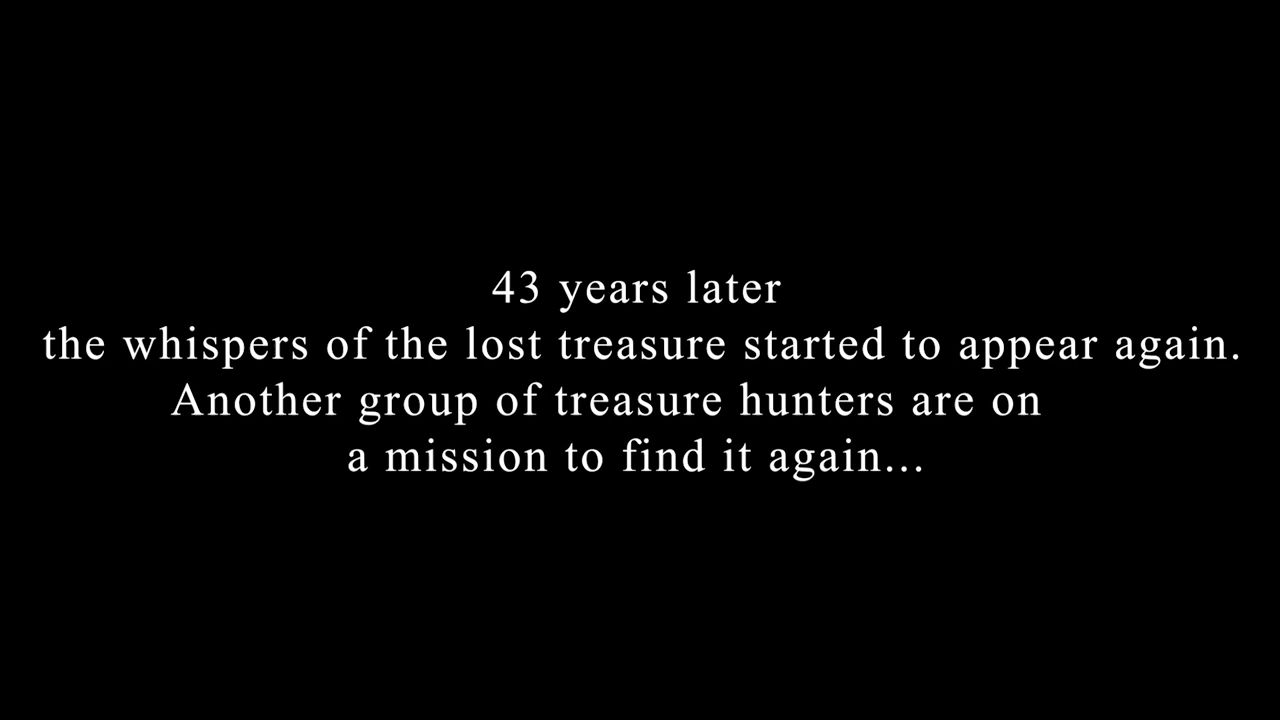 43 years later
the whispers of the lost treasure started to appear again.
Another group of treasure hunters are on
a mission to find it again...